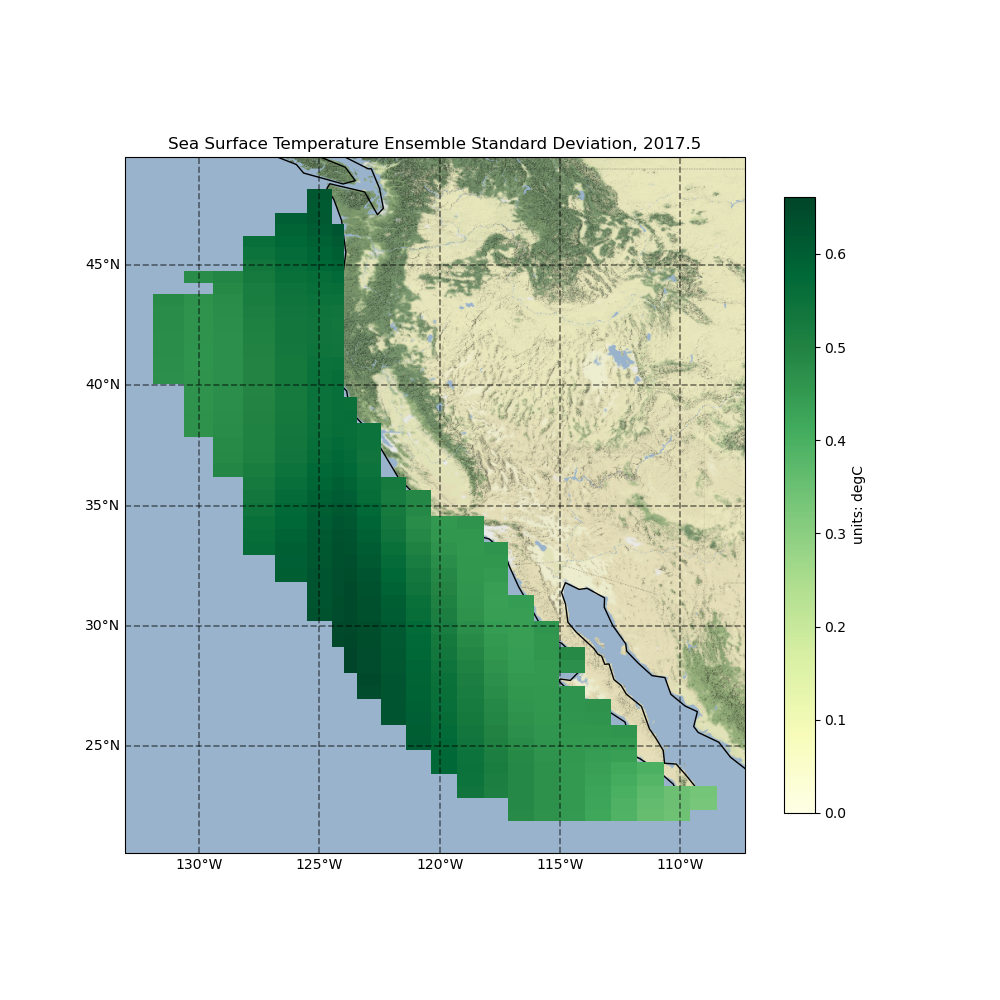 Sea Surface Temperature Ensemble Standard Deviation, 2017.5
45°N
40°N
35°N
30°N
25°N
130°W
125°W
120°W
115°W
110°W
0.6
0.5
0.4
0.3
0.2
0.1
0.0
units: degC